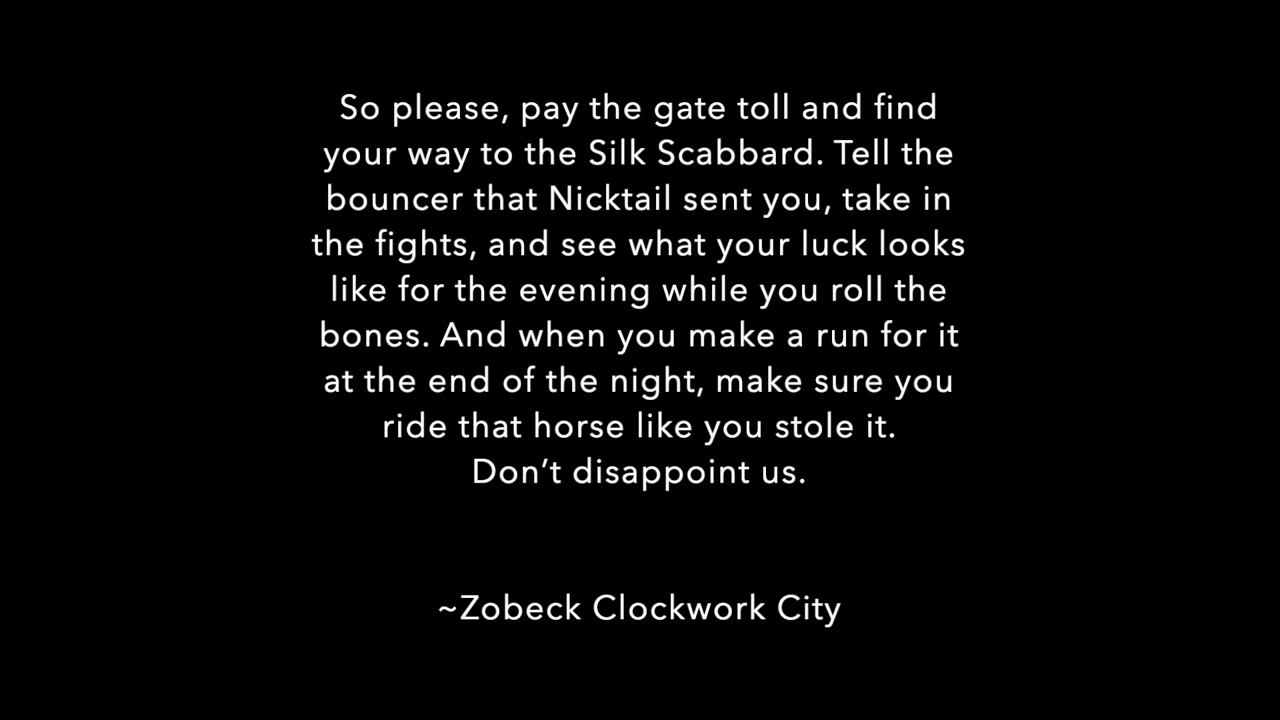 So please, pay the gate toll and find
your way to the Silk Scabbard. Tell the
bouncer that Nicktail sent you, take in
the fights, and see what your luck looks
like for the evening while you roll the
bones. And when you make a run for it
at the end of the night, make sure you
ride that horse like you stole it.
Don’t disappoint us.
~Zobeck Clockwork City